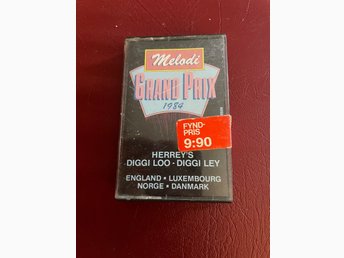 Melodi
GRAND PRIX
1984
FYND-
PRIS
9:90
HERREY'S
DIGGI LOO - DIGGI LEY
ENGLAND • LUXEMBOURG
NORGE • DANMARK